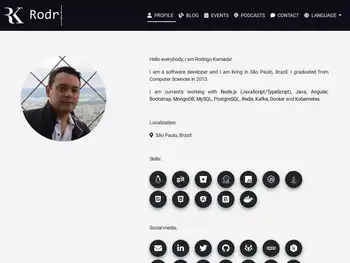 RK Rodr
PROFILE BLOG EVENTS PODCASTS CONTACT LANGUAGE
Hello everybody, I am Rodrigo Kamada!
I am a software developer and I am living in São Paulo, Brazil. I graduated from
Computer Sciences in 2015.
I am currently working with Node.js (JavaScript/TypeScript), Java, Angular,
Bootstrap, MongoDB, MySQL, PostgreSQL, Redis, Kafka, Docker and Kubernetes.
Localization:
São Paulo, Brazil
Skills:
git
Social media:
in
npm